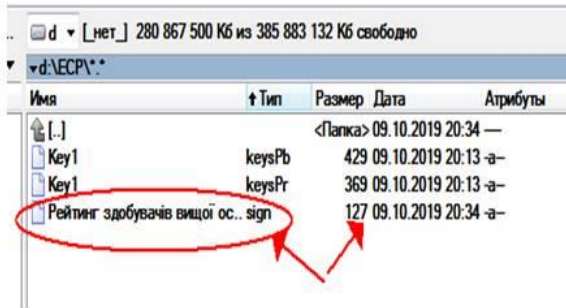 .. d ▾ [_нет_] 280 867 500 Кб из 385 883 132 Кб свободно
▾d:\ECP\*.*
Имя ↑Тип Размер Дата Атрибуты
[..] <Папка> 09.10.2019 20:34 —
Key1 keysPb 429 09.10.2019 20:13 -a–
Key1 keysPr 369 09.10.2019 20:13 -a–
Рейтинг здобувачів вищої ос.. sign 127 09.10.2019 20:34 -a–